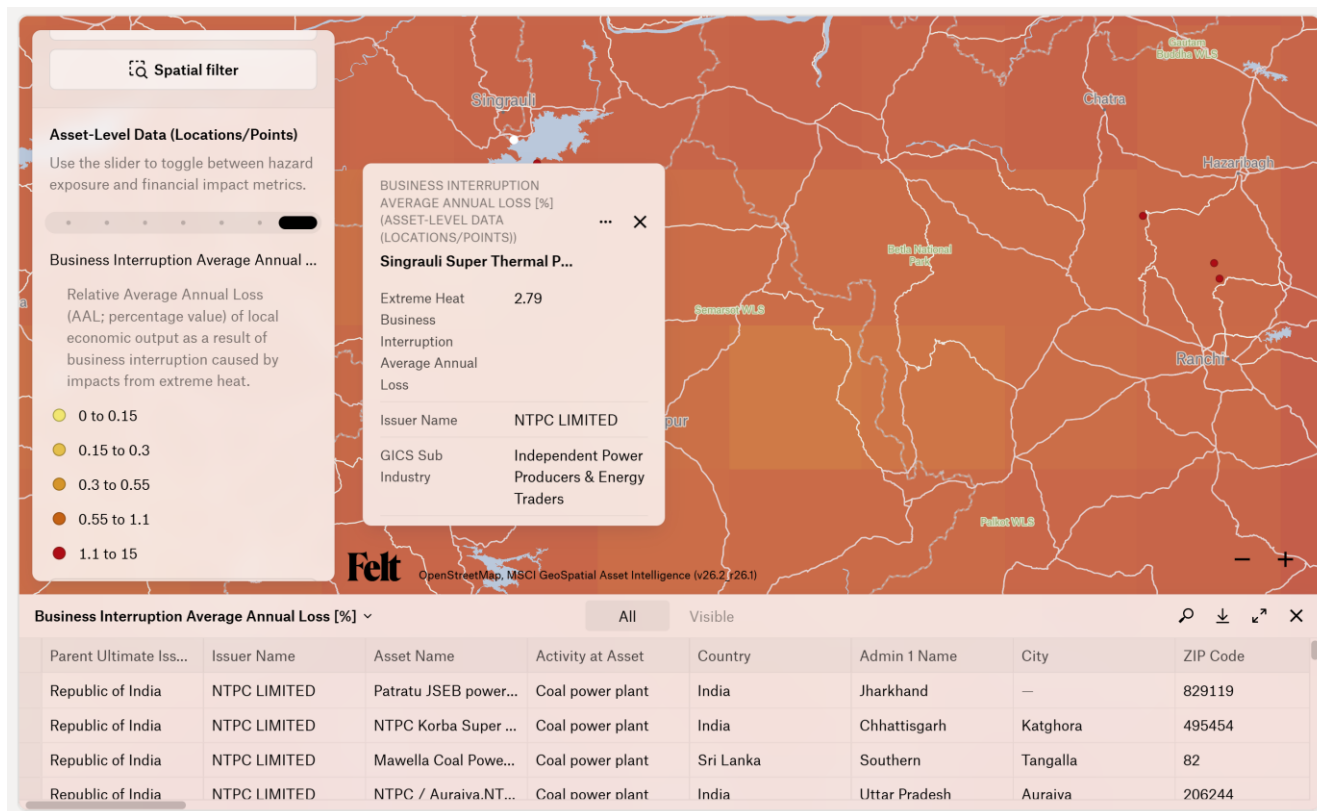 Spatial filter
Asset-Level Data (Locations/Points)
Use the slider to toggle between hazard
exposure and financial impact metrics.
Business Interruption Average Annual ...
Relative Average Annual Loss
(AAL; percentage value) of local
economic output as a result of
business interruption caused by
impacts from extreme heat.
0 to 0.15
0.15 to 0.3
0.3 to 0.55
0.55 to 1.1
1.1 to 15
Singrauli
BUSINESS INTERRUPTION
AVERAGE ANNUAL LOSS [%]
(ASSET-LEVEL DATA
(LOCATIONS/POINTS))
Singrauli Super Thermal P...
Extreme Heat 2.79
Business
Interruption
Average Annual
Loss
Issuer Name NTPC LIMITED
GICS Sub Independent Power
Industry Producers & Energy
Traders
Gautam
Buddha WLS
Chatra
Hazaribagh
Betla National
Park
Semarsat WLS
Ranchi
pur
Palkot WLS
Felt
OpenStreetMap, MSCI GeoSpatial Asset Intelligence (v26.2_r26.1)
Business Interruption Average Annual Loss [%] All Visible
Parent Ultimate Iss... Issuer Name Asset Name Activity at Asset Country Admin 1 Name City ZIP Code
Republic of India NTPC LIMITED Patratu JSEB power... Coal power plant India Jharkhand — 829119
Republic of India NTPC LIMITED NTPC Korba Super ... Coal power plant India Chhattisgarh Katghora 495454
Republic of India NTPC LIMITED Mawella Coal Powe... Coal power plant Sri Lanka Southern Tangalla 82
Republic of India NTPC LIMITED NTPC / Auraiya,NT... Coal power plant India Uttar Pradesh Auraiya 206244